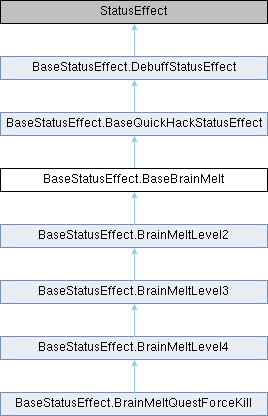 StatusEffect
BaseStatusEffect.DebuffStatusEffect
BaseStatusEffect.BaseQuickHackStatusEffect
BaseStatusEffect.BaseBrainMelt
BaseStatusEffect.BrainMeltLevel2
BaseStatusEffect.BrainMeltLevel3
BaseStatusEffect.BrainMeltLevel4
BaseStatusEffect.BrainMeltQuestForceKill